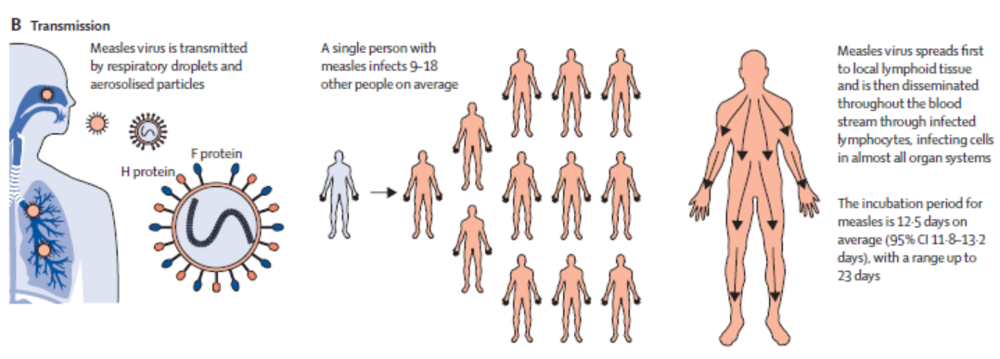 B Transmission
Measles virus is transmitted
by respiratory droplets and
aerosolised particles
H protein
F protein
A single person with
measles infects 9–18
other people on average
Measles virus spreads first
to local lymphoid tissue
and is then disseminated
throughout the blood
stream through infected
lymphocytes, infecting cells
in almost all organ systems
The incubation period for
measles is 12·5 days on
average (95% CI 11·8–13·2
days), with a range up to
23 days